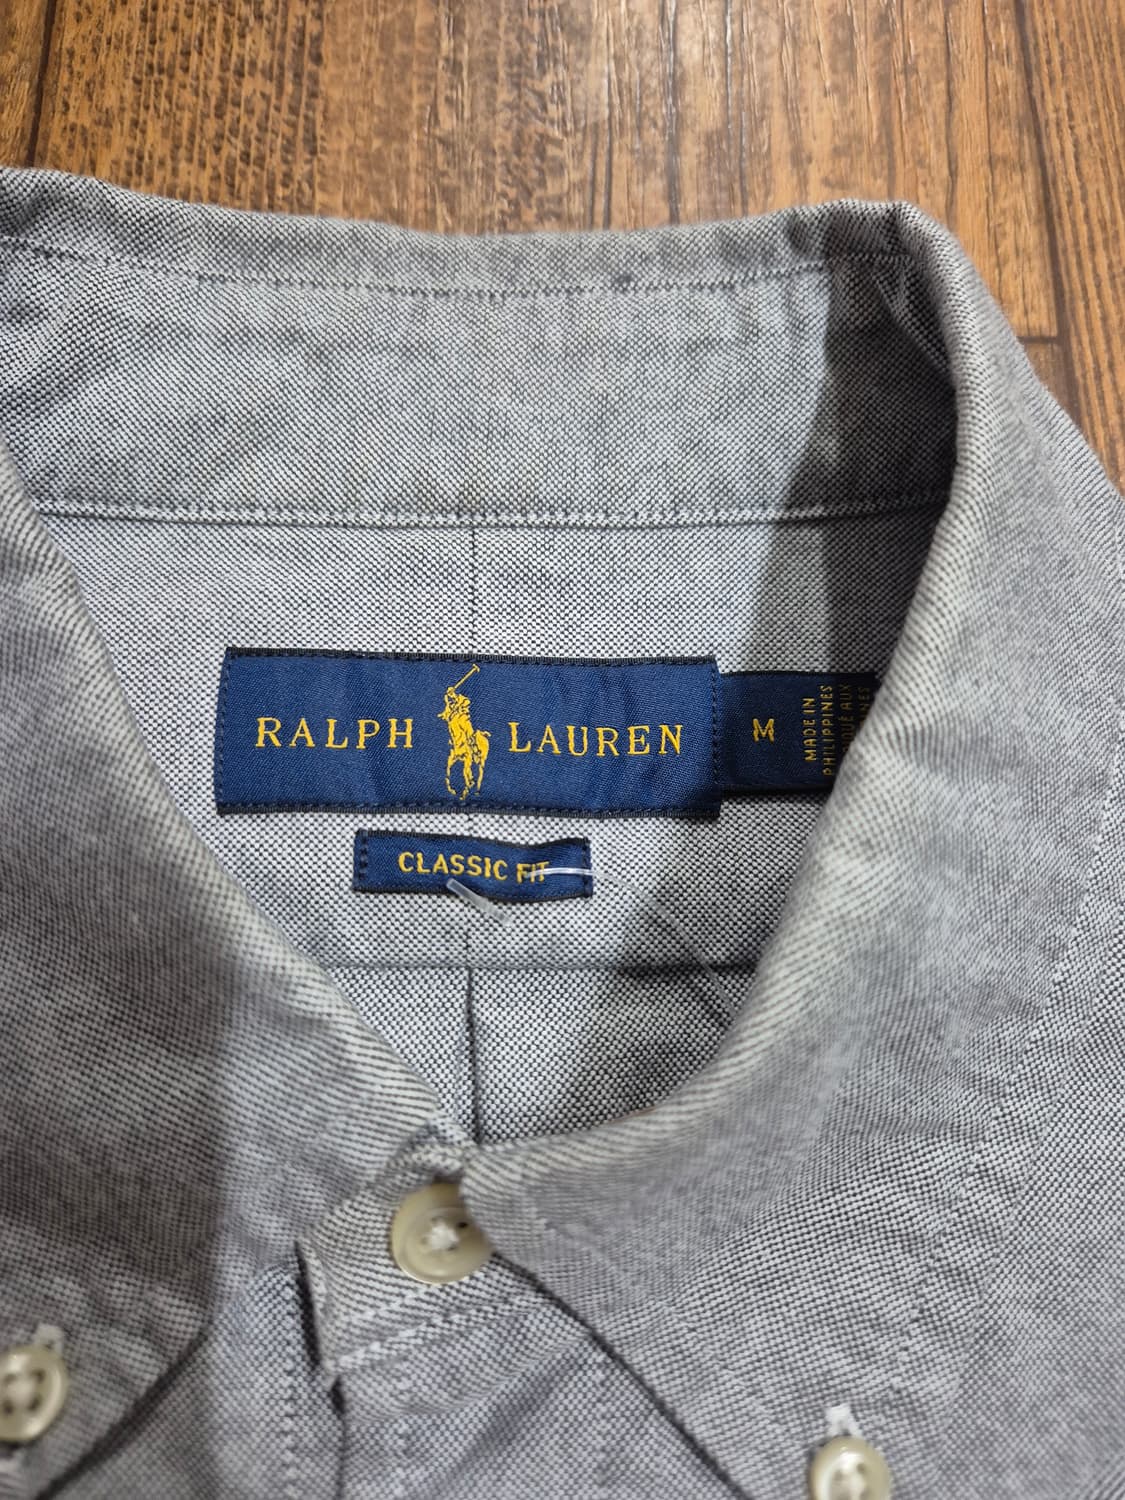 RALPH LAUREN
M
MADE IN
PHILIPPINES
CLASSIC FIT